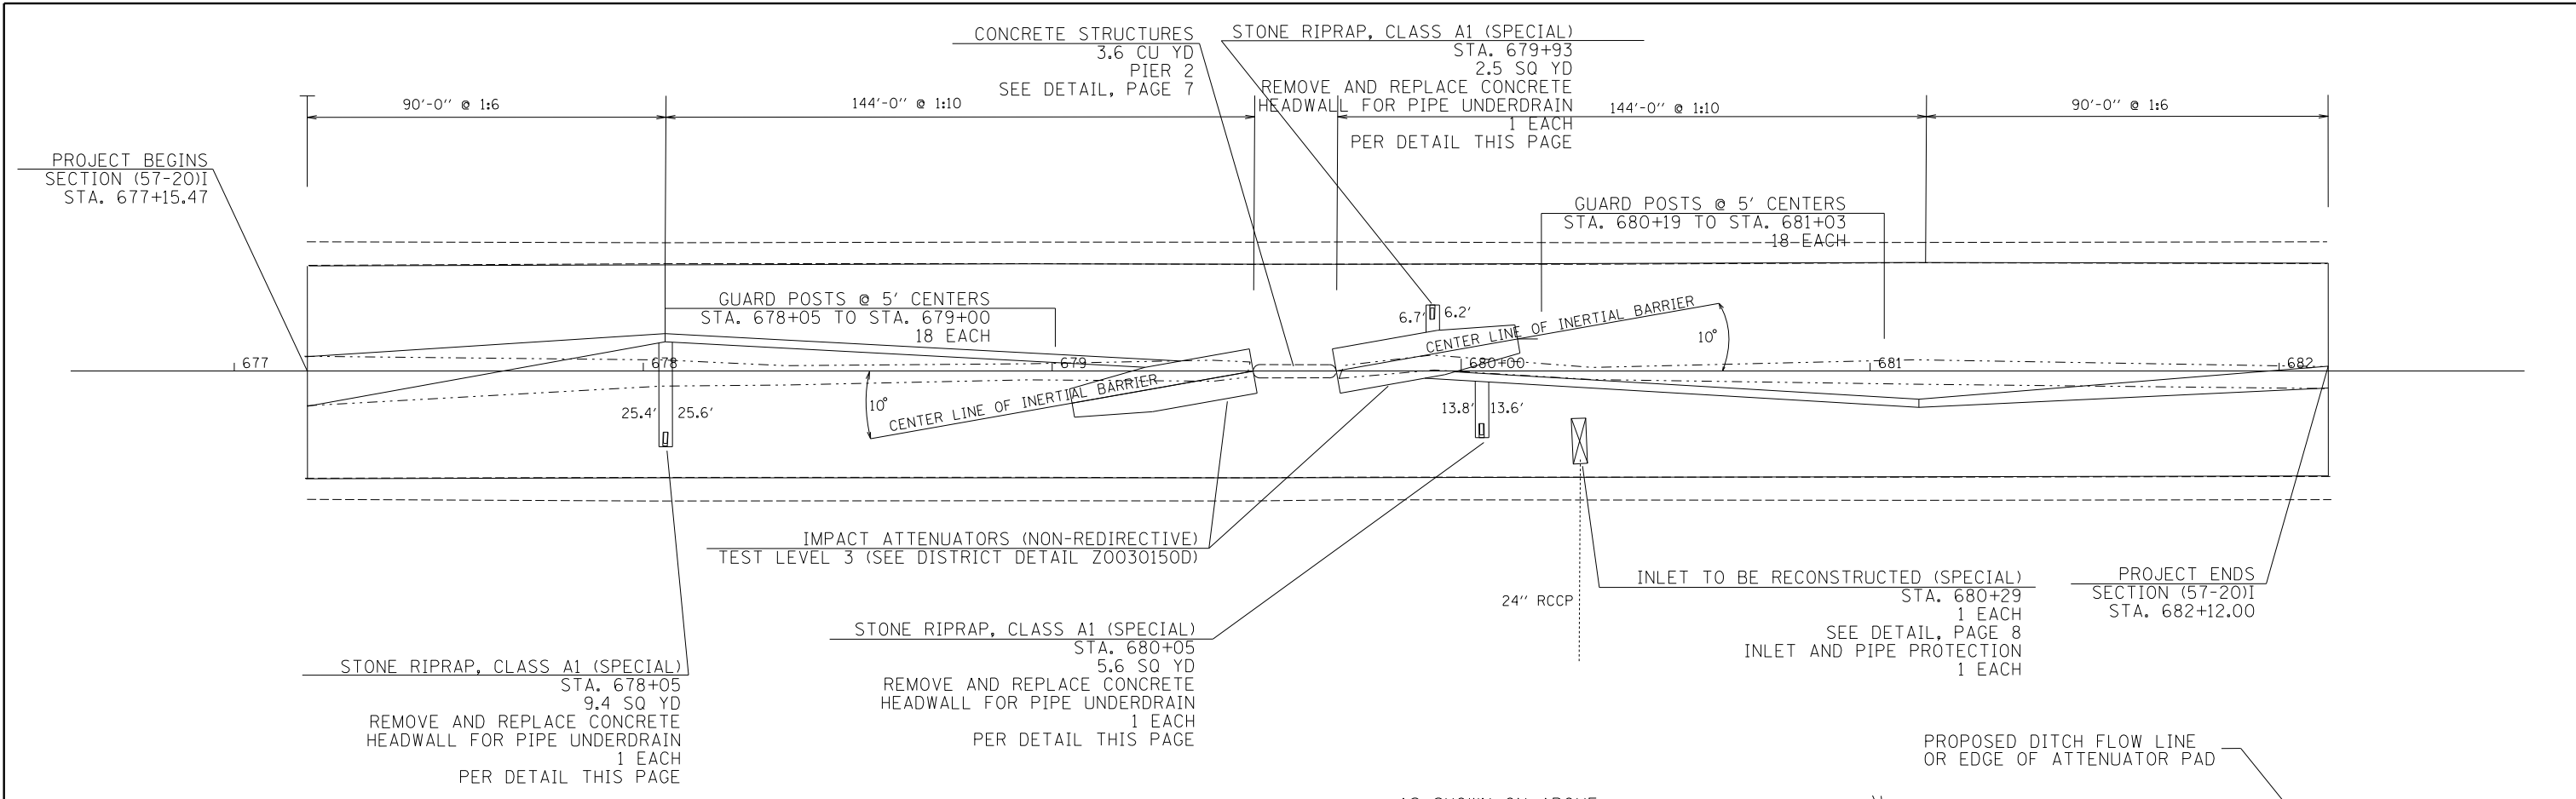 CONCRETE STRUCTURES
3.6 CU YD
PIER 2
SEE DETAIL, PAGE 7
STONE RIPRAP, CLASS A1 (SPECIAL)
STA. 679+93
2.5 SQ YD
REMOVE AND REPLACE CONCRETE
HEADWALL FOR PIPE UNDERDRAIN
1 EACH
PER DETAIL THIS PAGE
90'-0" @ 1:6
144'-0" @ 1:10
144'-0" @ 1:10
90'-0" @ 1:6
PROJECT BEGINS
SECTION (57-20)I
STA. 677+15.47
GUARD POSTS @ 5' CENTERS
STA. 680+19 TO STA. 681+03
18 EACH
GUARD POSTS @ 5' CENTERS
STA. 678+05 TO STA. 679+00
18 EACH
6.7'
6.2'
CENTER LINE OF INERTIAL BARRIER
10°
677
678
679
680+00
681
682
10°
CENTER LINE OF INERTIAL BARRIER
25.4'
25.6'
13.8'
13.6'
IMPACT ATTENUATORS (NON-REDIRECTIVE)
TEST LEVEL 3 (SEE DISTRICT DETAIL Z0030150D)
24" RCCP
INLET TO BE RECONSTRUCTED (SPECIAL)
STA. 680+29
1 EACH
SEE DETAIL, PAGE 8
INLET AND PIPE PROTECTION
1 EACH
PROJECT ENDS
SECTION (57-20)I
STA. 682+12.00
STONE RIPRAP, CLASS A1 (SPECIAL)
STA. 678+05
9.4 SQ YD
REMOVE AND REPLACE CONCRETE
HEADWALL FOR PIPE UNDERDRAIN
1 EACH
PER DETAIL THIS PAGE
STONE RIPRAP, CLASS A1 (SPECIAL)
STA. 680+05
5.6 SQ YD
REMOVE AND REPLACE CONCRETE
HEADWALL FOR PIPE UNDERDRAIN
1 EACH
PER DETAIL THIS PAGE
PROPOSED DITCH FLOW LINE
OR EDGE OF ATTENUATOR PAD